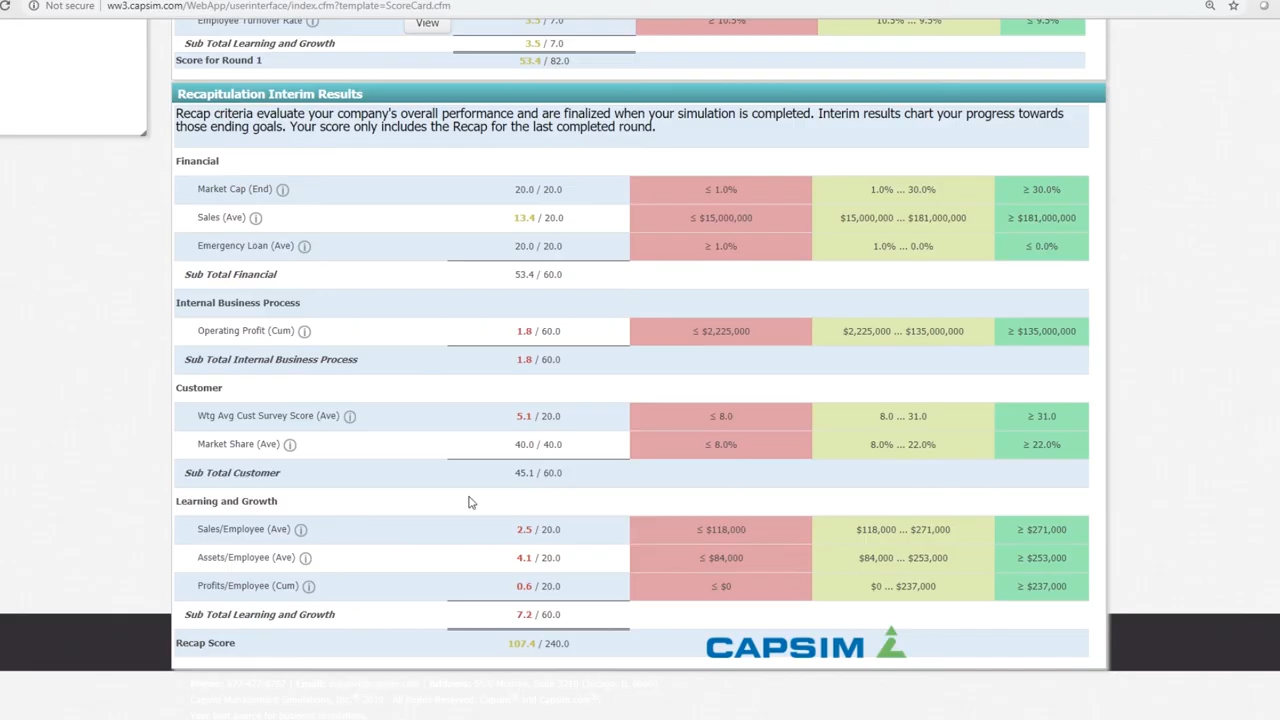 Not secure | ww3.capsim.com/WebApp/userinterface/index.cfm?template=ScoreCard.cfm
Employee Turnover Rate View 3.5 / 7.0 ≥ 10.5% 10.5% ... 9.5% ≤ 9.5%
Sub Total Learning and Growth 3.5 / 7.0
Score for Round 1 53.4 / 82.0
Recapitulation Interim Results
Recap criteria evaluate your company's overall performance and are finalized when your simulation is completed. Interim results chart your progress towards
those ending goals. Your score only includes the Recap for the last completed round.
Financial
Market Cap (End) 20.0 / 20.0 ≤ 1.0% 1.0% ... 30.0% ≥ 30.0%
Sales (Ave) 13.4 / 20.0 ≤ $15,000,000 $15,000,000 ... $181,000,000 ≥ $181,000,000
Emergency Loan (Ave) 20.0 / 20.0 ≥ 1.0% 1.0% ... 0.0% ≤ 0.0%
Sub Total Financial 53.4 / 60.0
Internal Business Process
Operating Profit (Cum) 1.8 / 60.0 ≤ $2,225,000 $2,225,000 ... $135,000,000 ≥ $135,000,000
Sub Total Internal Business Process 1.8 / 60.0
Customer
Wtg Avg Cust Survey Score (Ave) 5.1 / 20.0 ≤ 8.0 8.0 ... 31.0 ≥ 31.0
Market Share (Ave) 40.0 / 40.0 ≤ 8.0% 8.0% ... 22.0% ≥ 22.0%
Sub Total Customer 45.1 / 60.0
Learning and Growth
Sales/Employee (Ave) 2.5 / 20.0 ≤ $118,000 $118,000 ... $271,000 ≥ $271,000
Assets/Employee (Ave) 4.1 / 20.0 ≤ $84,000 $84,000 ... $253,000 ≥ $253,000
Profits/Employee (Cum) 0.6 / 20.0 ≤ $0 $0 ... $237,000 ≥ $237,000
Sub Total Learning and Growth 7.2 / 60.0
Recap Score 107.4 / 240.0
CAPSIM